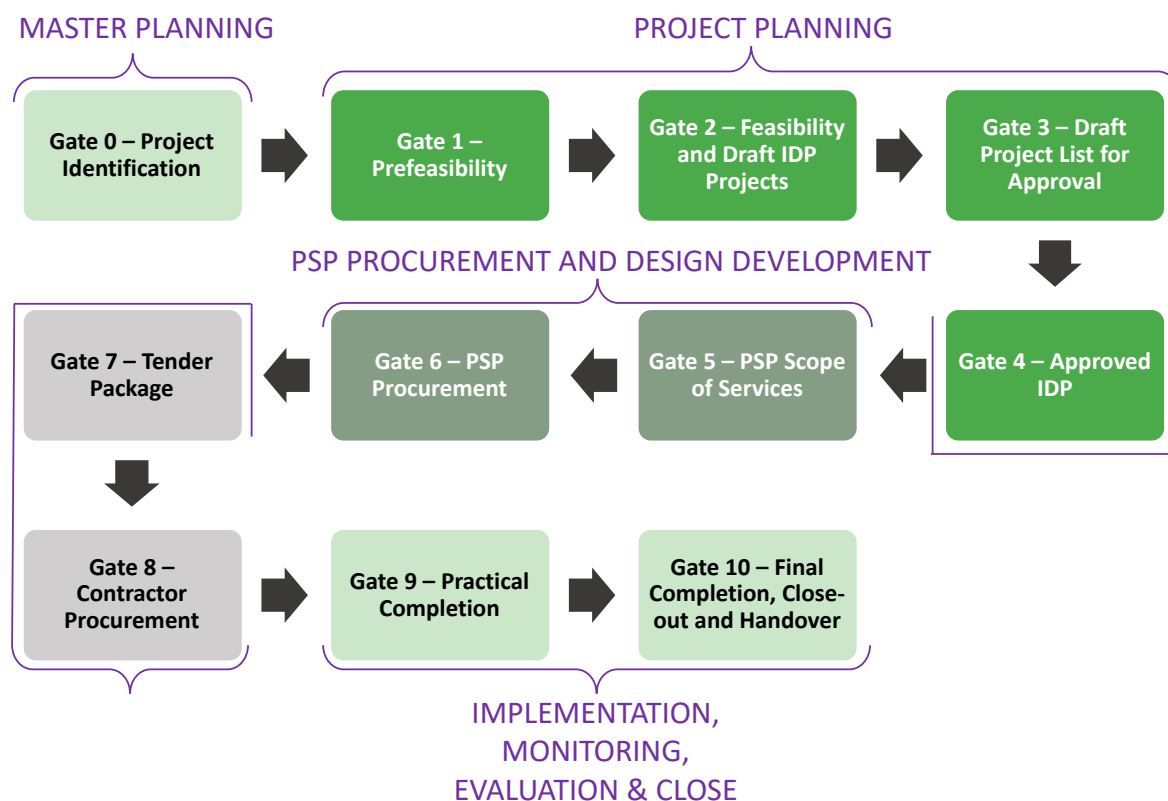 MASTER PLANNING
PROJECT PLANNING
Gate 0 – Project
Identification
Gate 1 –
Prefeasibility
Gate 2 – Feasibility
and Draft IDP
Projects
Gate 3 – Draft
Project List for
Approval
PSP PROCUREMENT AND DESIGN DEVELOPMENT
Gate 4 – Approved
IDP
Gate 5 – PSP Scope
of Services
Gate 6 – PSP
Procurement
Gate 7 – Tender
Package
Gate 8 –
Contractor
Procurement
Gate 9 – Practical
Completion
Gate 10 – Final
Completion, Close-
out and Handover
IMPLEMENTATION,
MONITORING,
EVALUATION & CLOSE